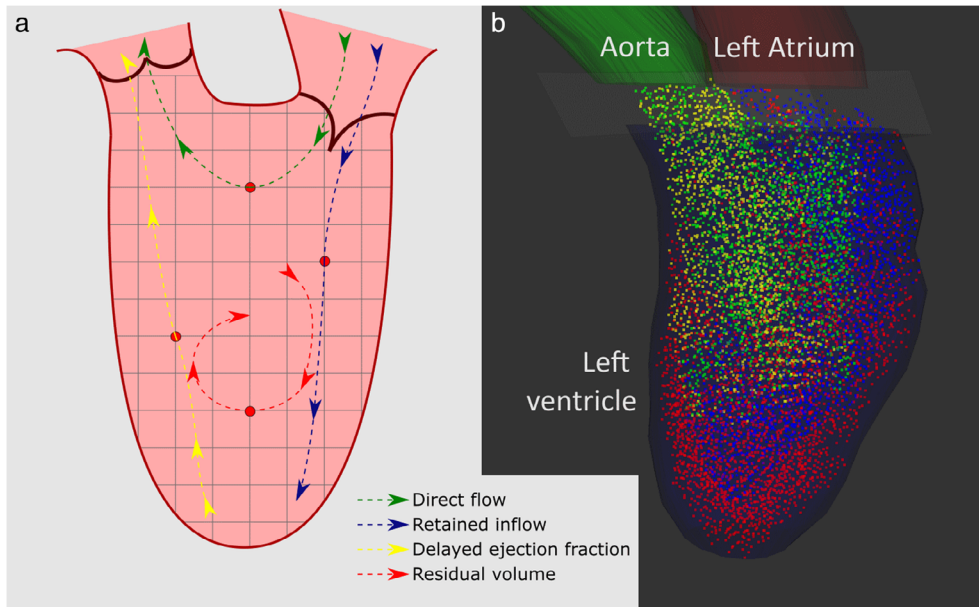 a
Direct flow
Retained inflow
Delayed ejection fraction
Residual volume
b
Aorta
Left Atrium
Left
ventricle